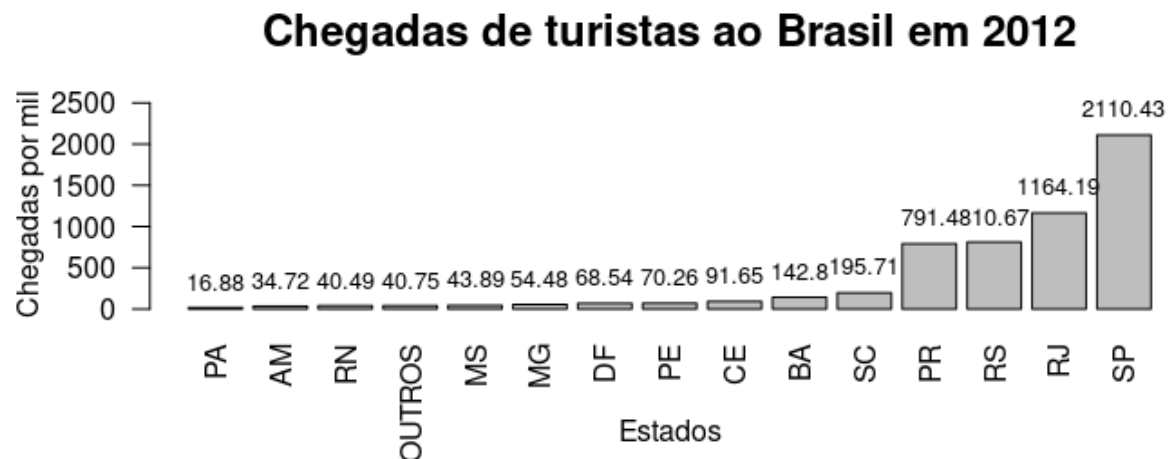 Chegadas de turistas ao Brasil em 2012
Chegadas por mil
2500
2000
1500
1000
500
0
16.88 34.72 40.49 40.75 43.89 54.48 68.54 70.26 91.65 142.8 195.71 791.48 810.67 1164.19 2110.43
PA AM RN OUTROS MS MG DF PE CE BA SC PR RS RJ SP
Estados